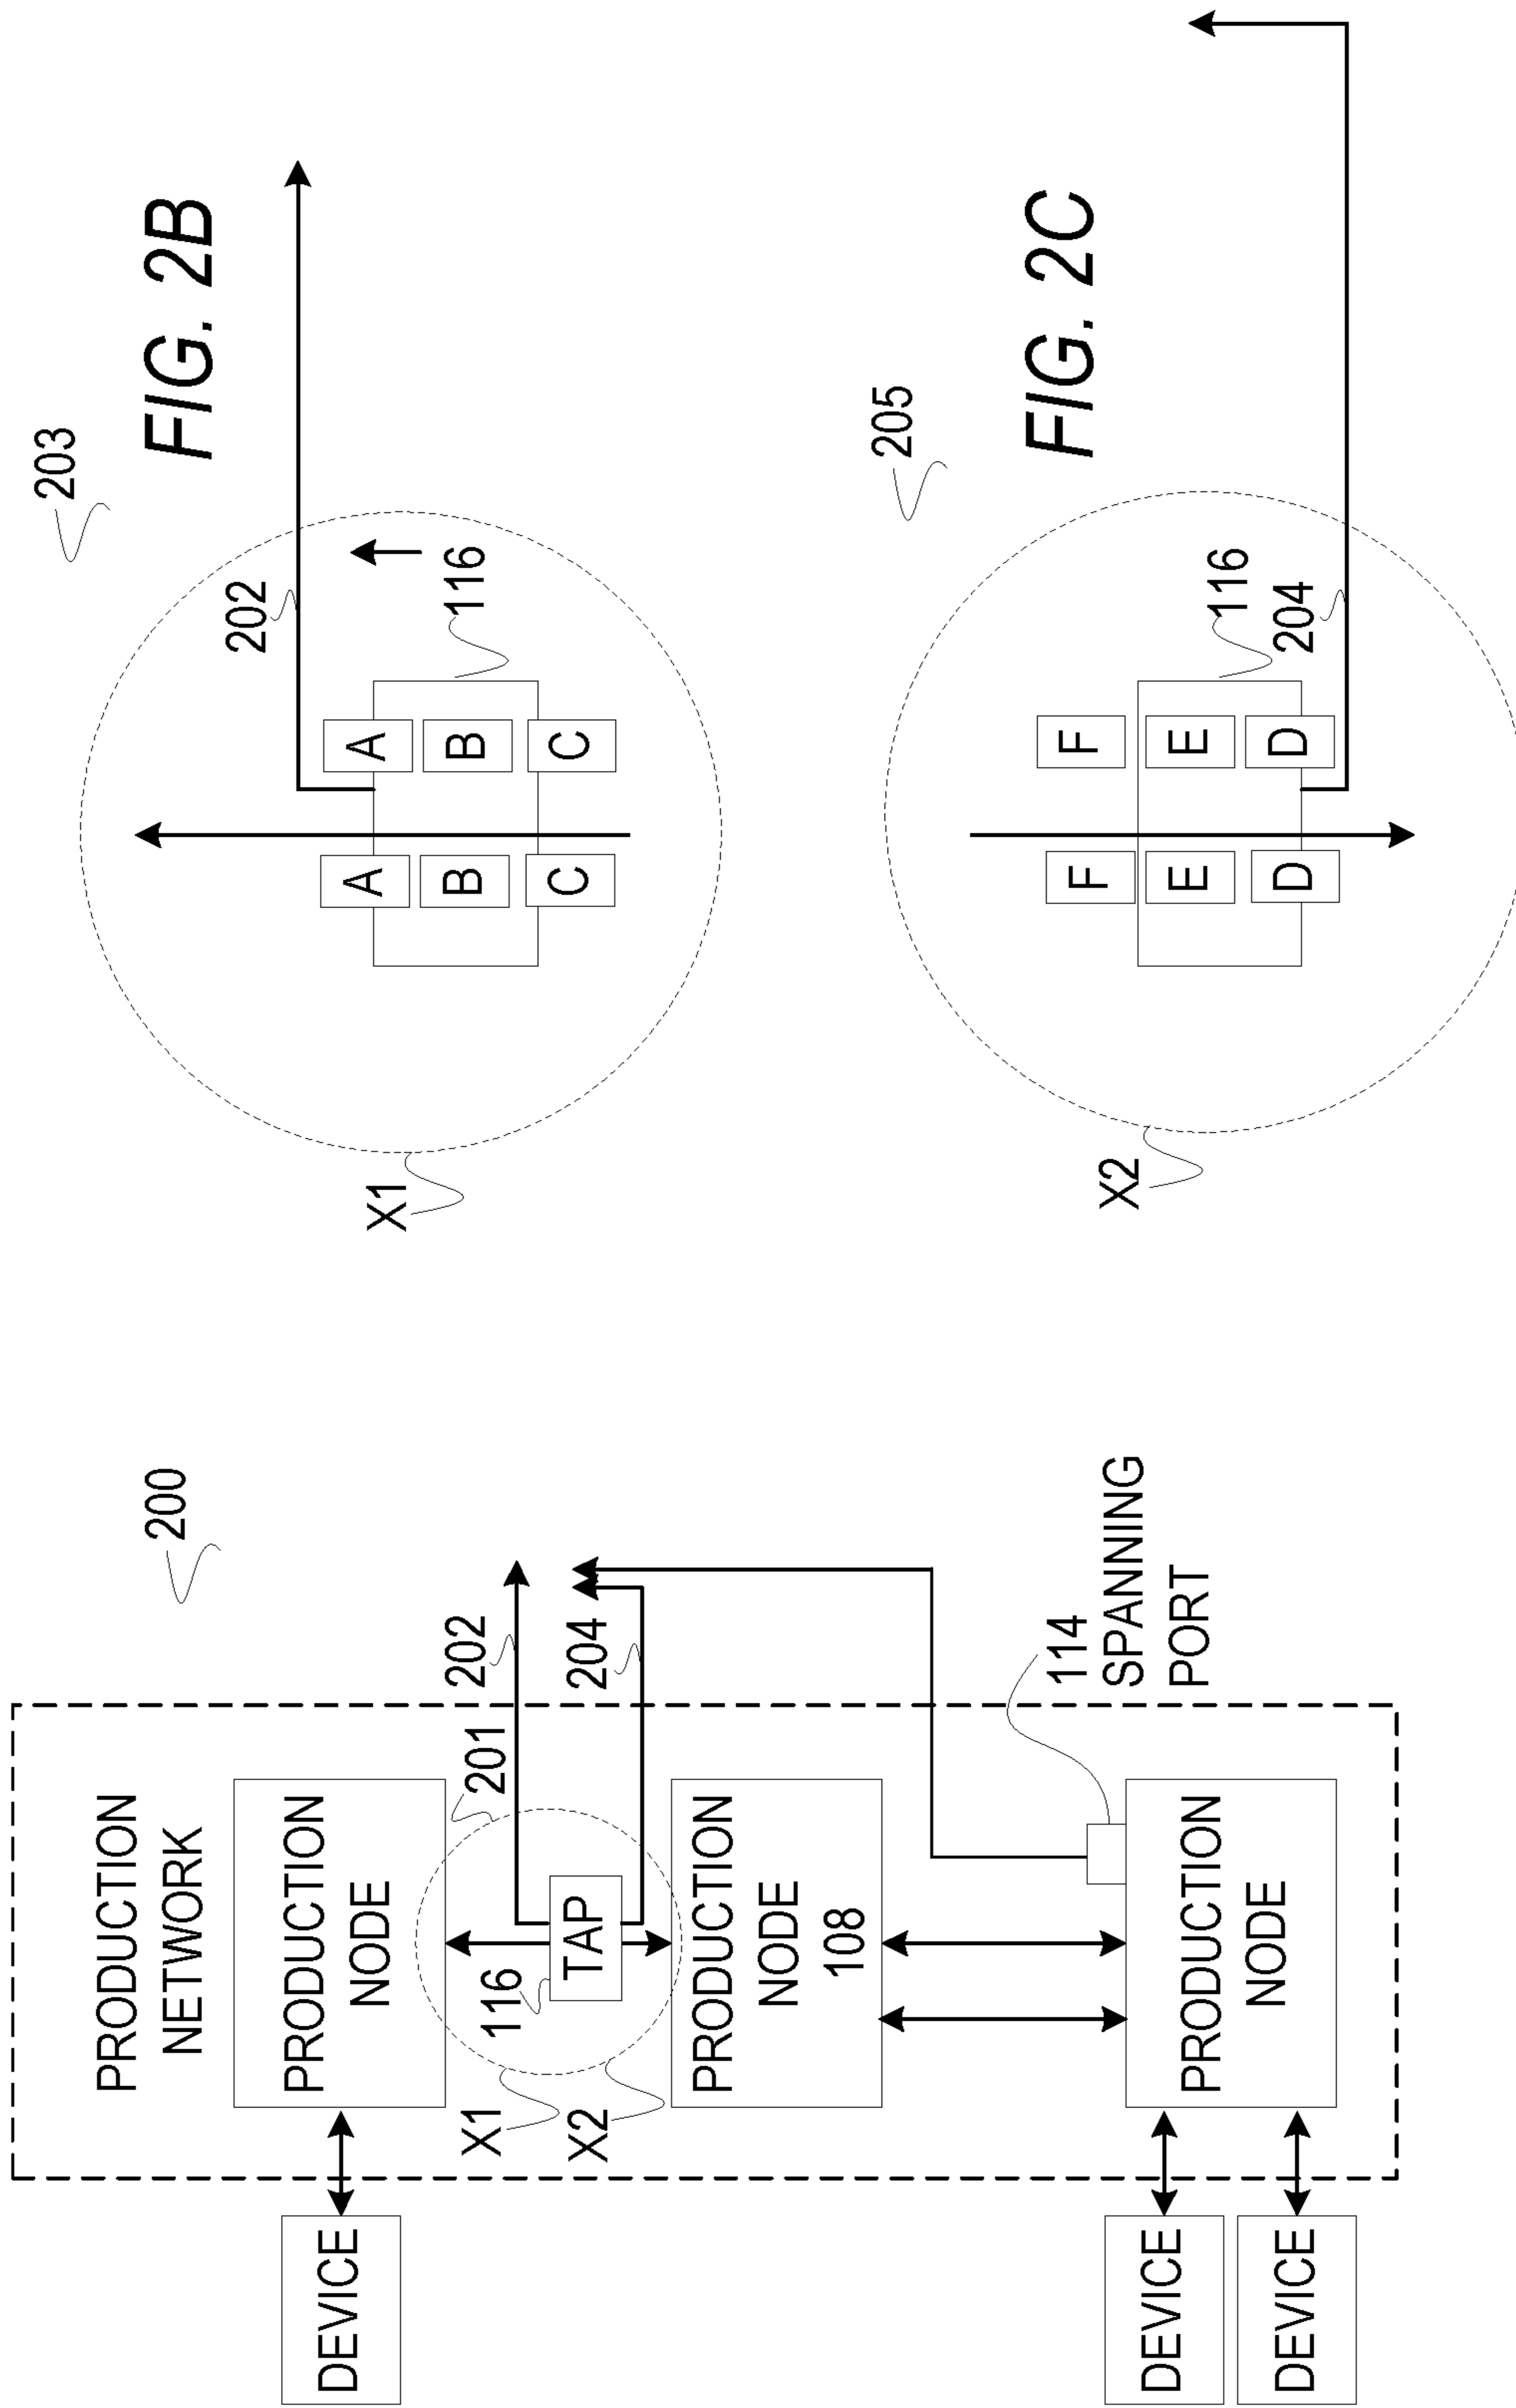 PRODUCTION
NETWORK
200
DEVICE
PRODUCTION
NODE
X1
116
201
202
TAP
X2
204
PRODUCTION
NODE
108
114
SPANNING
PORT
DEVICE
DEVICE
PRODUCTION
NODE
203
FIG. 2B
202
X1
A A
B B
C C
116
205
FIG. 2C
X2
F F
E E
D D
116
204